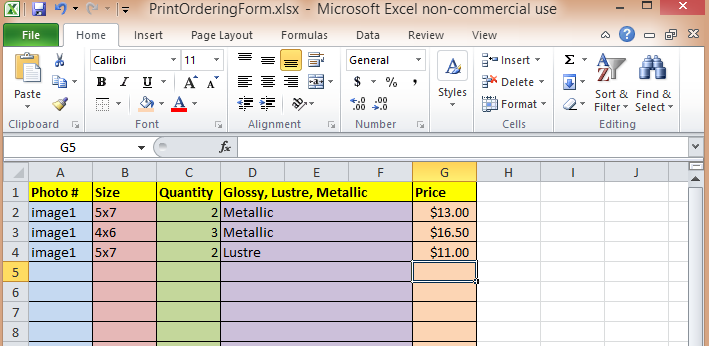 PrintOrderingForm.xlsx - Microsoft Excel non-commercial use
File Home Insert Page Layout Formulas Data Review View
Paste
Clipboard
Calibri 11
B I U A A
A
Font
Alignment
General
$ % ,
.00 .0 .00
Number
A
Styles
Insert
Delete
Format
Cells
Σ
A Z
Sort & Filter
Find & Select
Editing
G5 fx
A B C D E F G H I J
1 Photo # Size Quantity Glossy, Lustre, Metallic Price
2 image1 5x7 2 Metallic $13.00
3 image1 4x6 3 Metallic $16.50
4 image1 5x7 2 Lustre $11.00
5
6
7
8